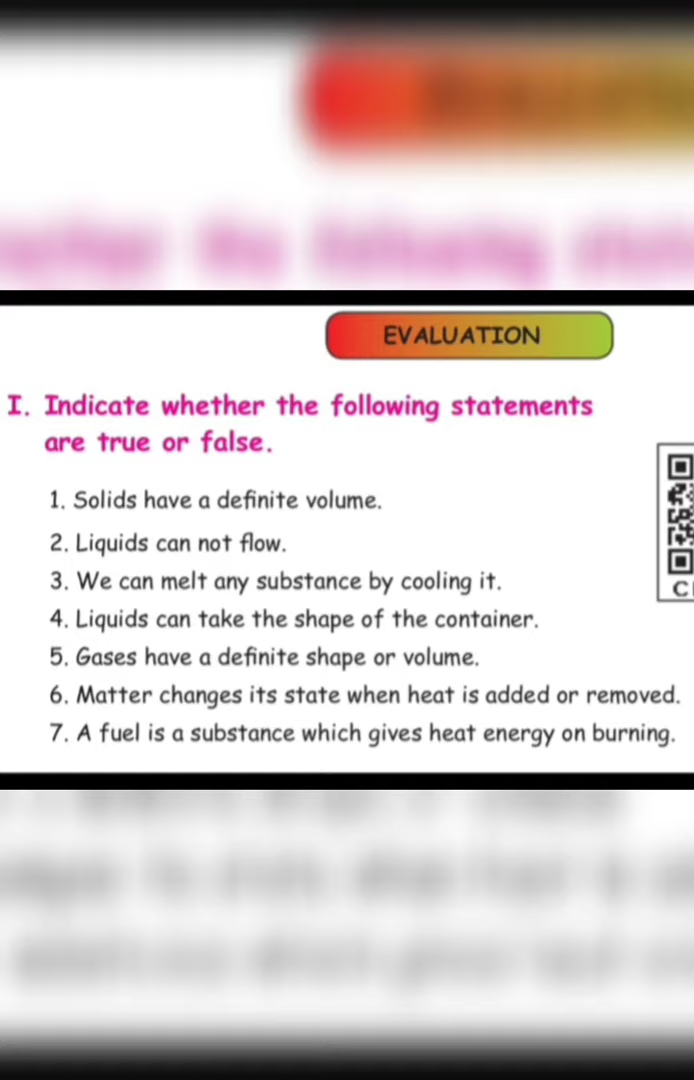 EVALUATION
I. Indicate whether the following statements
are true or false.
1. Solids have a definite volume.
2. Liquids can not flow.
3. We can melt any substance by cooling it.
4. Liquids can take the shape of the container.
5. Gases have a definite shape or volume.
6. Matter changes its state when heat is added or removed.
7. A fuel is a substance which gives heat energy on burning.